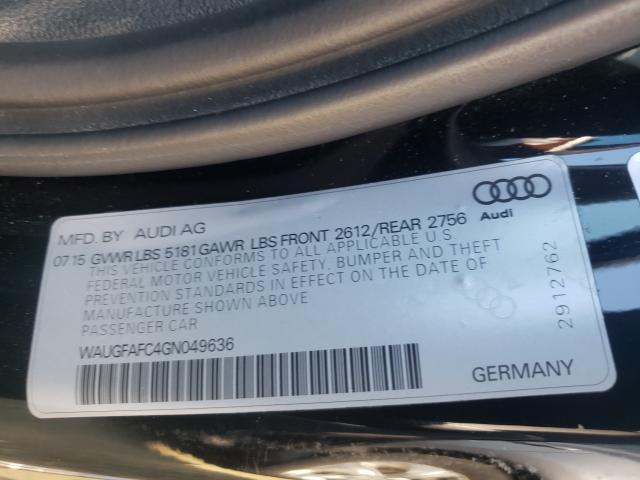 MFD. BY AUDI AG
Audi
07 15 GVWR LBS 5181 GAWR LBS FRONT 2612/REAR 2756
THIS VEHICLE CONFORMS TO ALL APPLICABLE U.S
FEDERAL MOTOR VEHICLE SAFETY, BUMPER AND THEFT
PREVENTION STANDARDS IN EFFECT ON THE DATE OF
MANUFACTURE SHOWN ABOVE
PASSENGER CAR
WAUGFAFC4GN049636
GERMANY
2912762